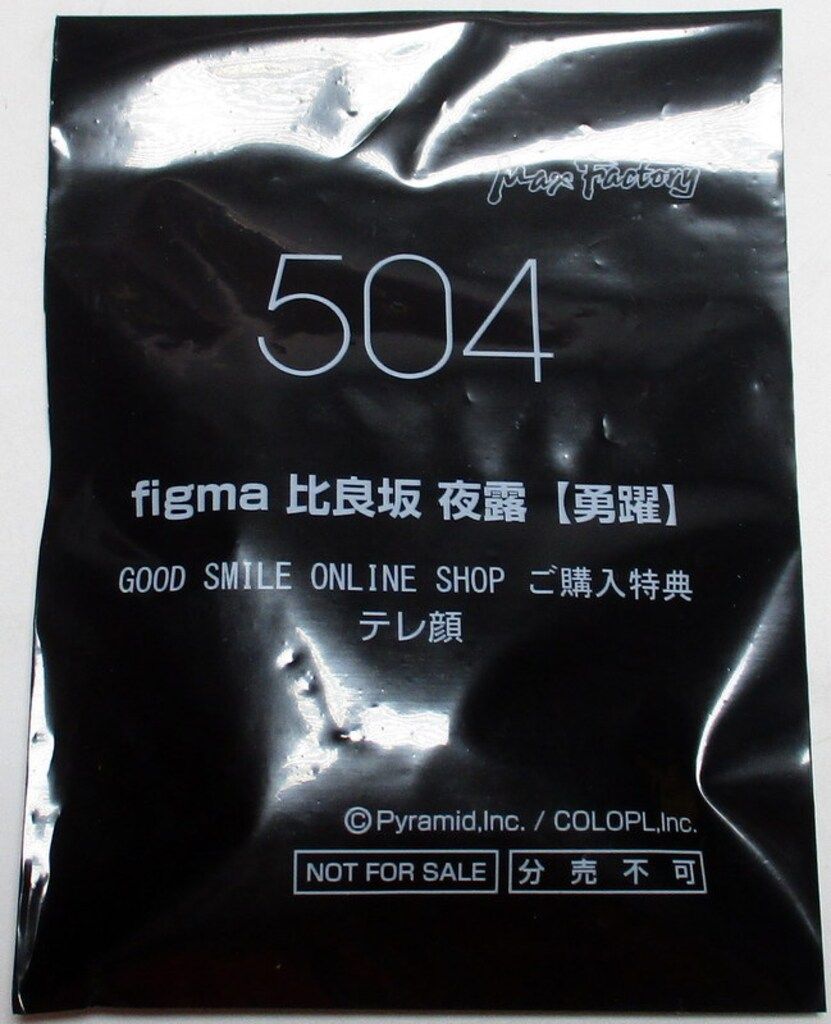 Max Factory
504
figma 比良坂 夜露【勇躍】
GOOD SMILE ONLINE SHOP ご購入特典
テレ顔
©Pyramid,Inc. / COLOPL,Inc.
NOT FOR SALE 分売不可